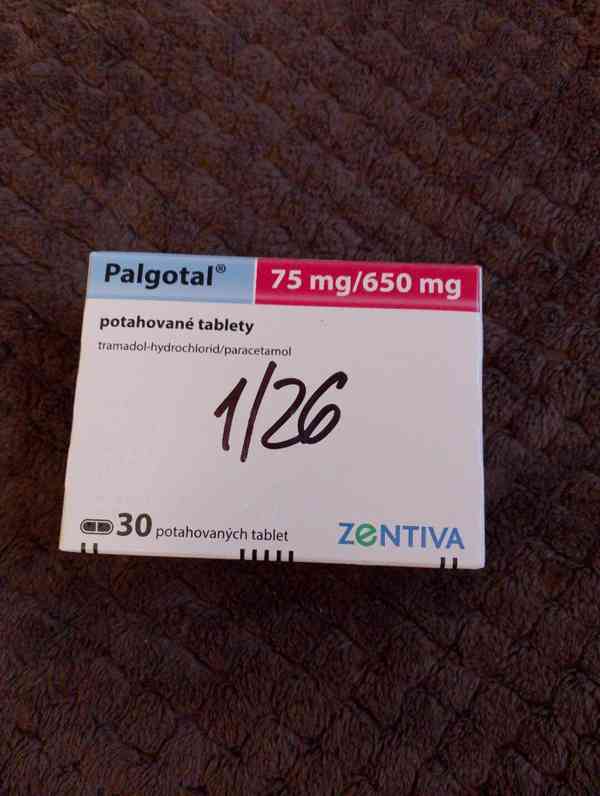 Palgotal® 75 mg/650 mg
potahované tablety
tramadol-hydrochlorid/paracetamol
1/26
30 potahovaných tablet
ZENTIVA